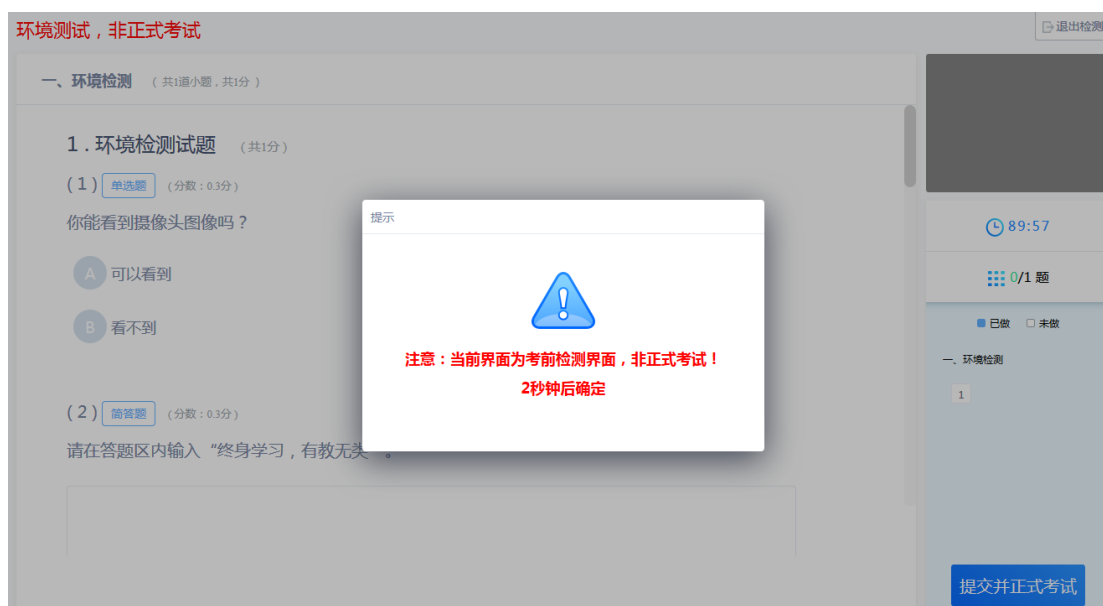 环境测试，非正式考试
退出检测
一、环境检测 （共1道小题，共1分）
1．环境检测试题 （共1分）
(1) 单选题 （分数：0.3分）
你能看到摄像头图像吗？
A 可以看到
B 看不到
(2) 简答题 （分数：0.3分）
请在答题区内输入“终身学习，有教无类”。
提示
注意：当前界面为考前检测界面，非正式考试！
2秒钟后确定
89:57
0/1 题
已做 未做
一、环境检测
1
提交并正式考试